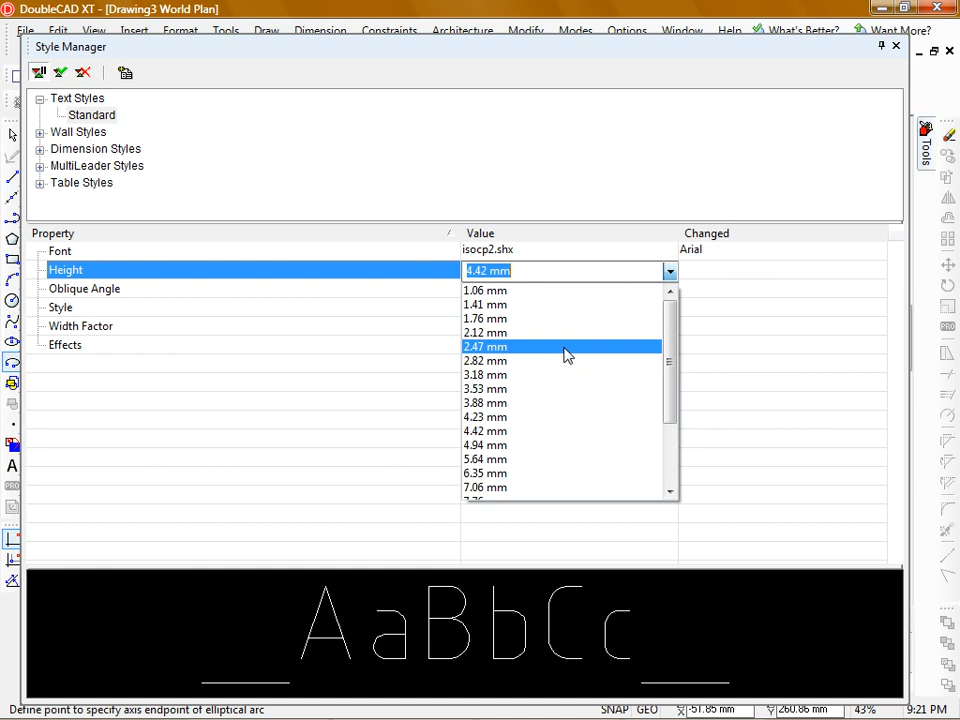 DoubleCAD XT - [Drawing3 World Plan]
File Edit View Insert Format Tools Draw Dimension Constraints Architecture Modify Modes Options Window Help What's Better? Want More?
Style Manager
Text Styles
Standard
Wall Styles
Dimension Styles
MultiLeader Styles
Table Styles
Tools
Property Value Changed
Font isocp2.shx Arial
Height 4.42 mm
Oblique Angle
Style
Width Factor
Effects
1.06 mm
1.41 mm
1.76 mm
2.12 mm
2.47 mm
2.82 mm
3.18 mm
3.53 mm
3.88 mm
4.23 mm
4.42 mm
4.94 mm
5.64 mm
6.35 mm
7.06 mm
PRO
A
PRO
PRO
AaBbCc
Define point to specify axis endpoint of elliptical arc SNAP GEO X -51.85 mm Y 260.86 mm 43% 9:21 PM